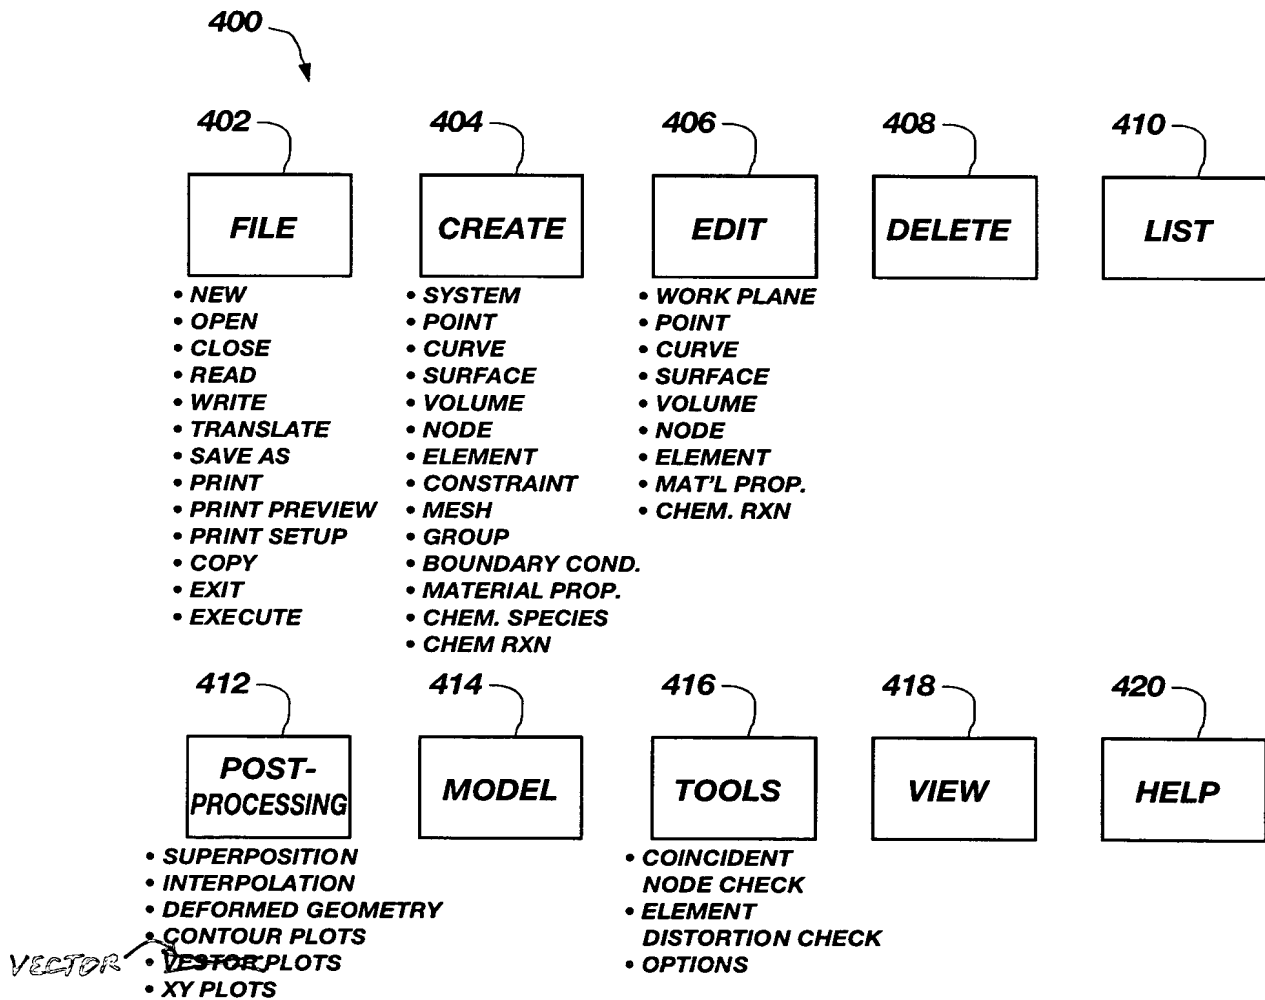 400
402 404 406 408 410
FILE CREATE EDIT DELETE LIST
• NEW
• OPEN
• CLOSE
• READ
• WRITE
• TRANSLATE
• SAVE AS
• PRINT
• PRINT PREVIEW
• PRINT SETUP
• COPY
• EXIT
• EXECUTE
• SYSTEM
• POINT
• CURVE
• SURFACE
• VOLUME
• NODE
• ELEMENT
• CONSTRAINT
• MESH
• GROUP
• BOUNDARY COND.
• MATERIAL PROP.
• CHEM. SPECIES
• CHEM RXN
• WORK PLANE
• POINT
• CURVE
• SURFACE
• VOLUME
• NODE
• ELEMENT
• MAT'L PROP.
• CHEM. RXN
412 414 416 418 420
POST-
PROCESSING
MODEL TOOLS VIEW HELP
• SUPERPOSITION
• INTERPOLATION
• DEFORMED GEOMETRY
• CONTOUR PLOTS
VECTOR • VESTOR PLOTS
• XY PLOTS
• COINCIDENT
NODE CHECK
• ELEMENT
DISTORTION CHECK
• OPTIONS